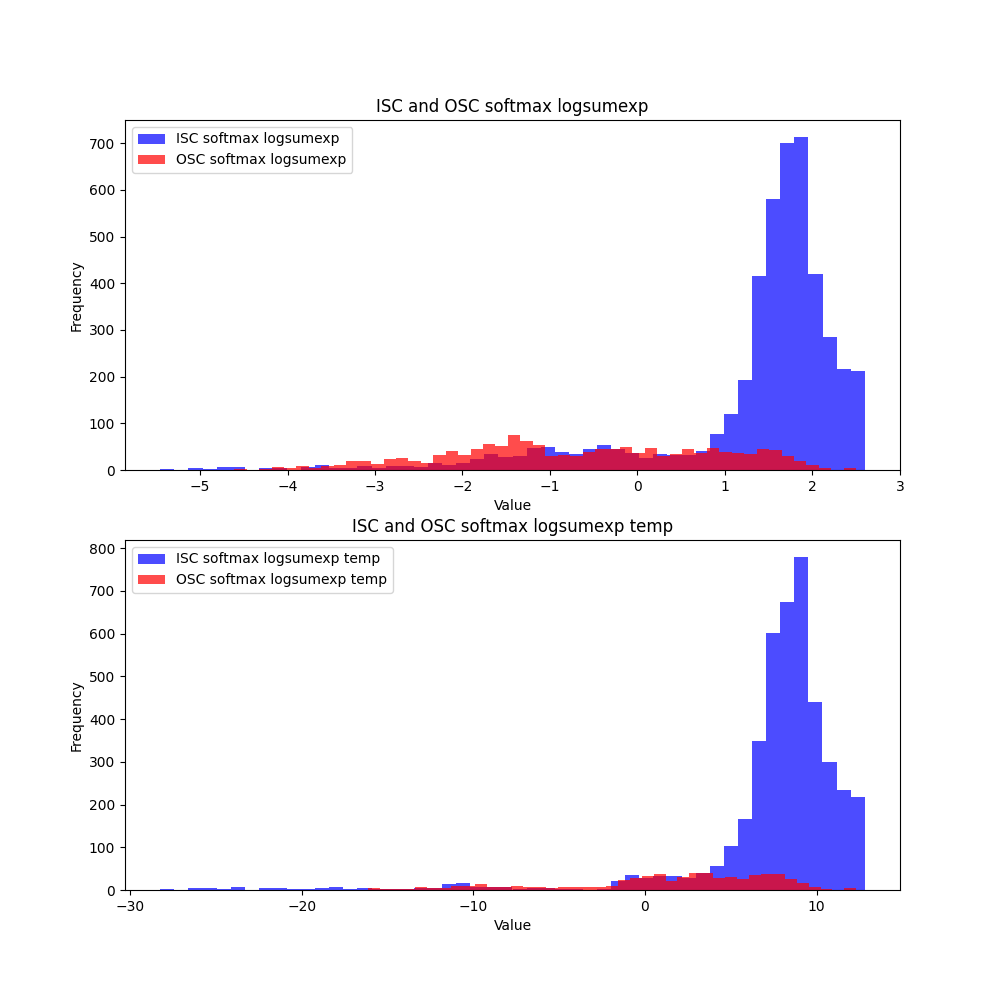 ISC and OSC softmax logsumexp
ISC softmax logsumexp
OSC softmax logsumexp
Frequency
700
600
500
400
300
200
100
0
−5 −4 −3 −2 −1 0 1 2 3
Value
ISC and OSC softmax logsumexp temp
ISC softmax logsumexp temp
OSC softmax logsumexp temp
Frequency
800
700
600
500
400
300
200
100
0
−30 −20 −10 0 10
Value